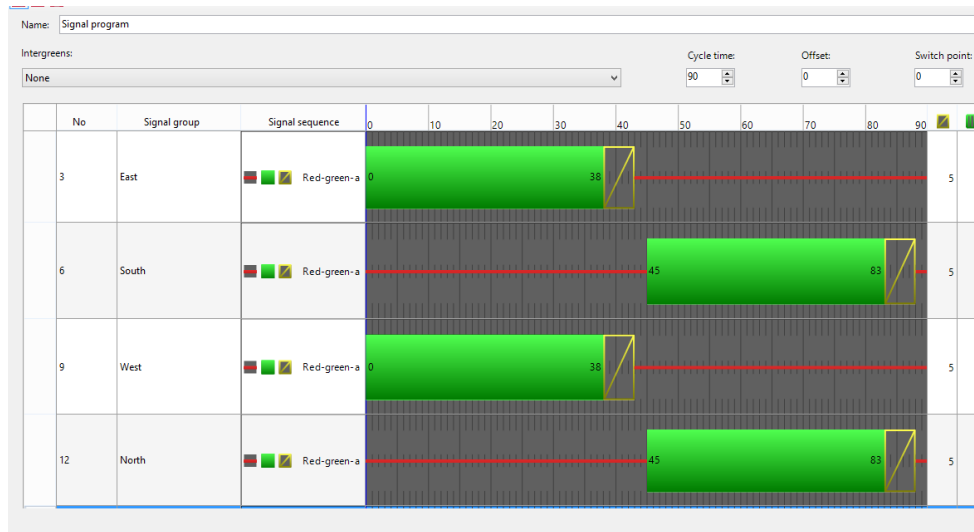 Name: Signal program
Intergreens: Cycle time: Offset: Switch point:
None 90 0 0
No Signal group Signal sequence 0 10 20 30 40 50 60 70 80 90
3 East Red-green-a 0 38 5
6 South Red-green-a 45 83 5
9 West Red-green-a 0 38 5
12 North Red-green-a 45 83 5